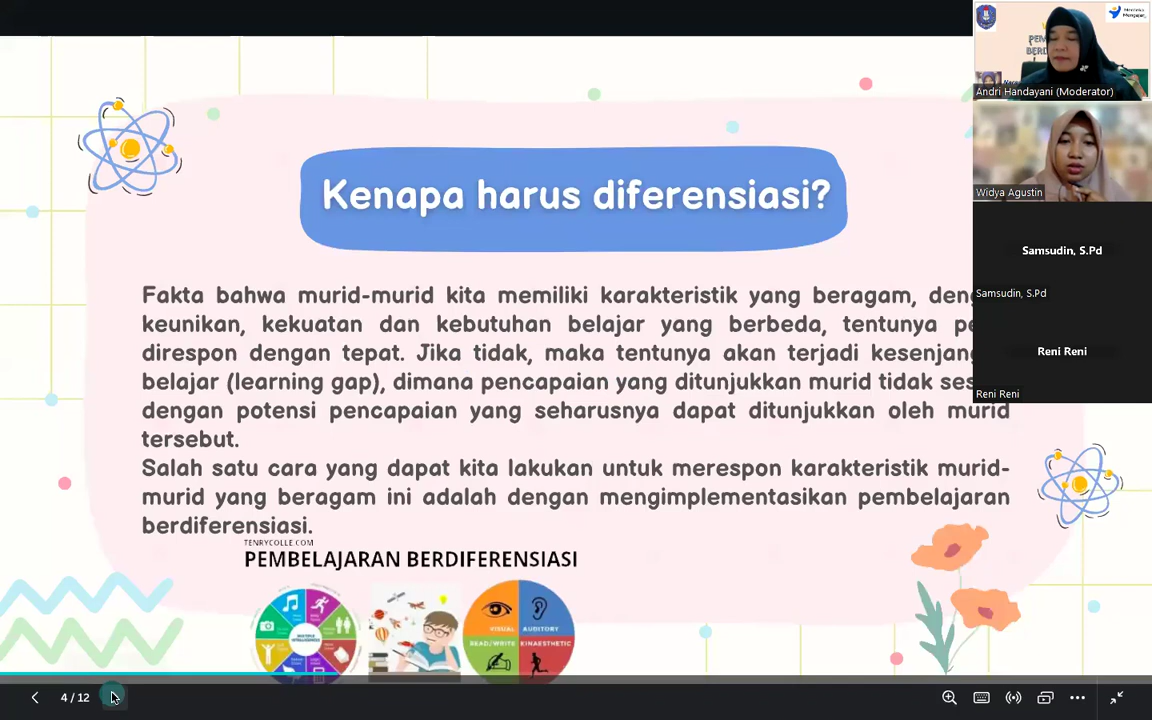 Kenapa harus diferensiasi?
Fakta bahwa murid-murid kita memiliki karakteristik yang beragam,
keunikan, kekuatan dan kebutuhan belajar yang berbeda, tentunya
direspon dengan tepat. Jika tidak, maka tentunya akan terjadi
belajar (learning gap), dimana pencapaian yang ditunjukkan murid tidak
dengan potensi pencapaian yang seharusnya dapat ditunjukkan oleh murid
tersebut.
Salah satu cara yang dapat kita lakukan untuk merespon karakteristik murid-
murid yang beragam ini adalah dengan mengimplementasikan pembelajaran
berdiferensiasi.
TENRYCOLLE.COM
PEMBELAJARAN BERDIFERENSIASI
VISUAL
AUDITORY
READ/WRITE
KINAESTHETIC
4 / 12
Andri Handayani (Moderator)
Widya Agustin
Samsudin, S.Pd
Samsudin, S.Pd
Reni Reni
Reni Reni